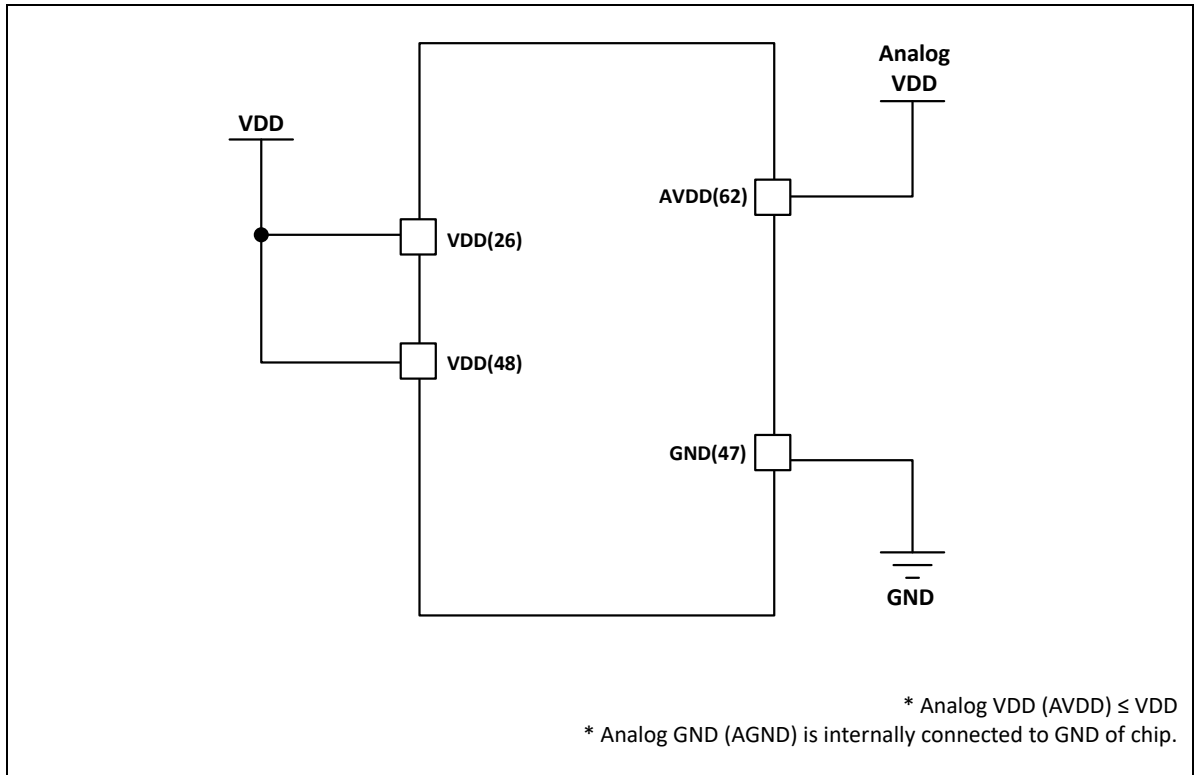 Analog
VDD
VDD
AVDD(62)
VDD(26)
VDD(48)
GND(47)
GND
* Analog VDD (AVDD) ≤ VDD
* Analog GND (AGND) is internally connected to GND of chip.